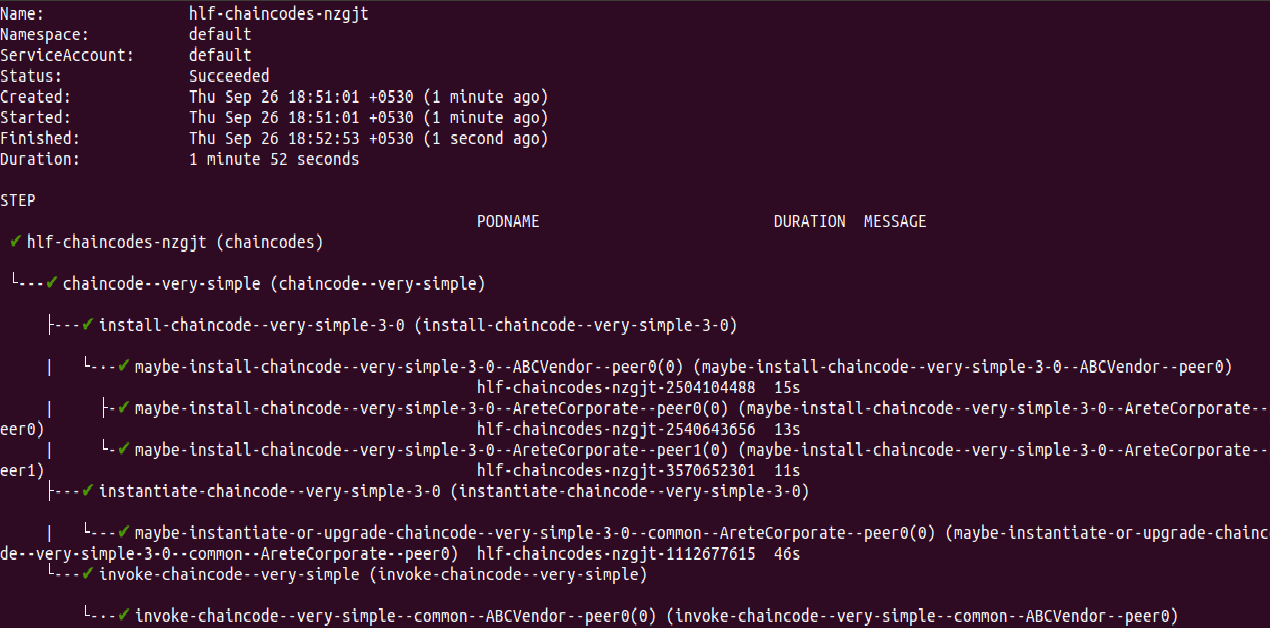 Name: hlf-chaincodes-nzgjt
Namespace: default
ServiceAccount: default
Status: Succeeded
Created: Thu Sep 26 18:51:01 +0530 (1 minute ago)
Started: Thu Sep 26 18:51:01 +0530 (1 minute ago)
Finished: Thu Sep 26 18:52:53 +0530 (1 second ago)
Duration: 1 minute 52 seconds
STEP
PODNAME DURATION MESSAGE
✔ hlf-chaincodes-nzgjt (chaincodes)
└---✔ chaincode--very-simple (chaincode--very-simple)
├---✔ install-chaincode--very-simple-3-0 (install-chaincode--very-simple-3-0)
| └---✔ maybe-install-chaincode--very-simple-3-0--ABCVendor--peer0(0) (maybe-install-chaincode--very-simple-3-0--ABCVendor--peer0)
hlf-chaincodes-nzgjt-2504104488 15s
| ├-✔ maybe-install-chaincode--very-simple-3-0--AreteCorporate--peer0(0) (maybe-install-chaincode--very-simple-3-0--AreteCorporate--
eer0) hlf-chaincodes-nzgjt-2540643656 13s
| └-✔ maybe-install-chaincode--very-simple-3-0--AreteCorporate--peer1(0) (maybe-install-chaincode--very-simple-3-0--AreteCorporate--
eer1) hlf-chaincodes-nzgjt-3570652301 11s
├---✔ instantiate-chaincode--very-simple-3-0 (instantiate-chaincode--very-simple-3-0)
| └---✔ maybe-instantiate-or-upgrade-chaincode--very-simple-3-0--common--AreteCorporate--peer0(0) (maybe-instantiate-or-upgrade-chainc
de--very-simple-3-0--common--AreteCorporate--peer0) hlf-chaincodes-nzgjt-1112677615 46s
└---✔ invoke-chaincode--very-simple (invoke-chaincode--very-simple)
└---✔ invoke-chaincode--very-simple--common--ABCVendor--peer0(0) (invoke-chaincode--very-simple--common--ABCVendor--peer0)